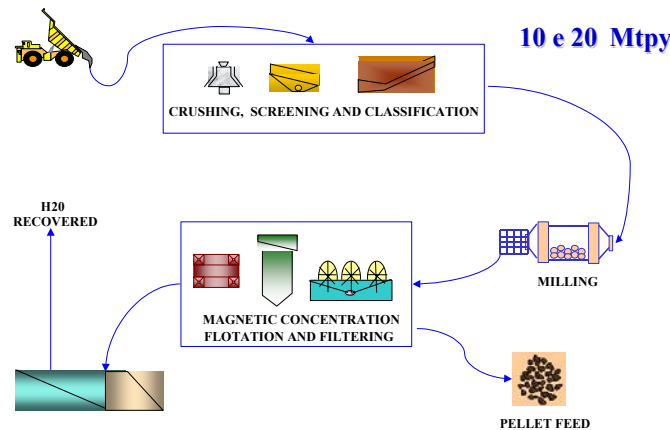 10 e 20 Mtpy
CRUSHING, SCREENING AND CLASSIFICATION
H20
RECOVERED
MILLING
MAGNETIC CONCENTRATION
FLOTATION AND FILTERING
PELLET FEED